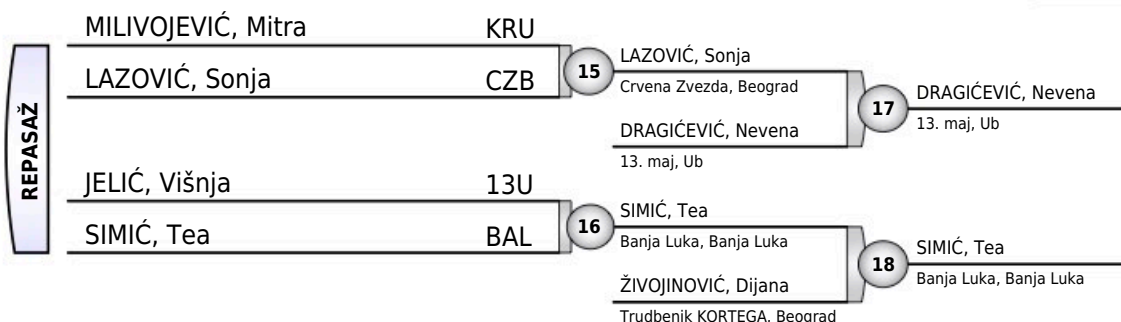 REPASAŽ
MILIVOJEVIĆ, Mitra KRU
LAZOVIĆ, Sonja CZB
JELIĆ, Višnja 13U
SIMIĆ, Tea BAL
15
LAZOVIĆ, Sonja
Crvena Zvezda, Beograd
DRAGIĆEVIĆ, Nevena
13. maj, Ub
16
SIMIĆ, Tea
Banja Luka, Banja Luka
ŽIVOJINOVIĆ, Dijana
Trudbenik KORTEGA, Beograd
17
DRAGIĆEVIĆ, Nevena
13. maj, Ub
18
SIMIĆ, Tea
Banja Luka, Banja Luka